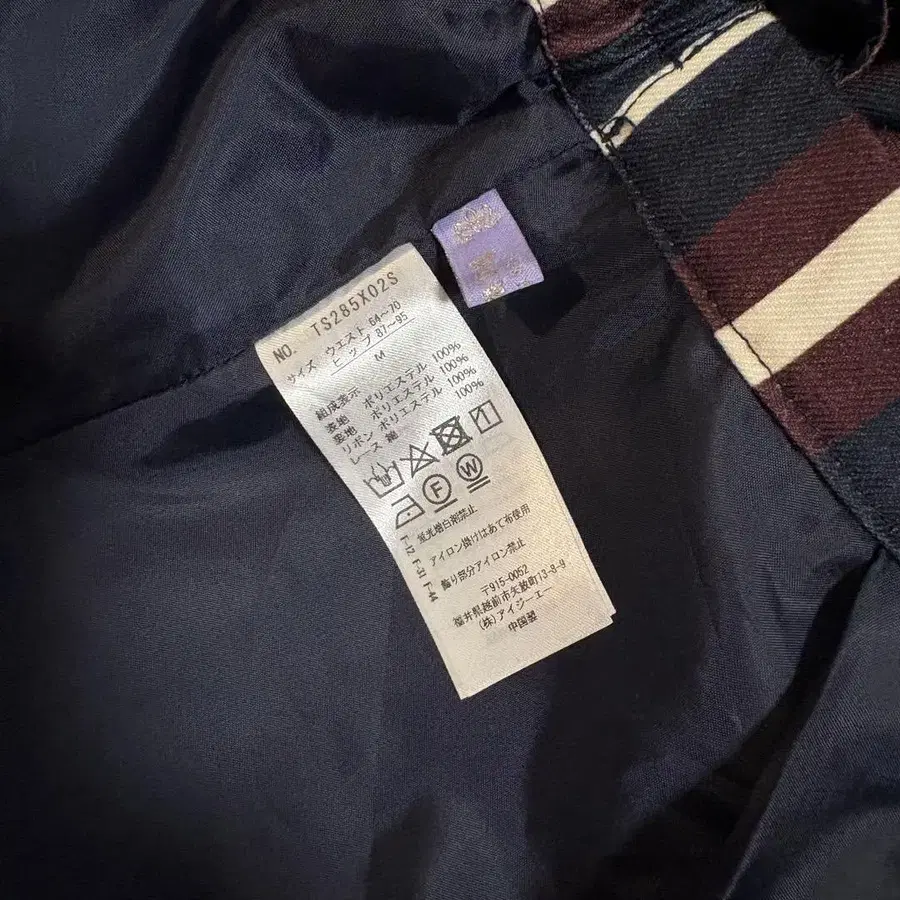 NO. TS285X02S
サイズ ウエスト 64～70
ヒップ 87～95
M
組成表示
表地 ポリエステル 100%
裏地 ポリエステル 100%
リボン ポリエステル 100%
レース 綿 100%
F
W
蛍光増白剤禁止
アイロン掛けはあて布使用
飾り部分アイロン禁止
F-12 F-31 F-44
〒915-0052
福井県越前市矢放町13-8-9
(株)アイジーエー
中国製